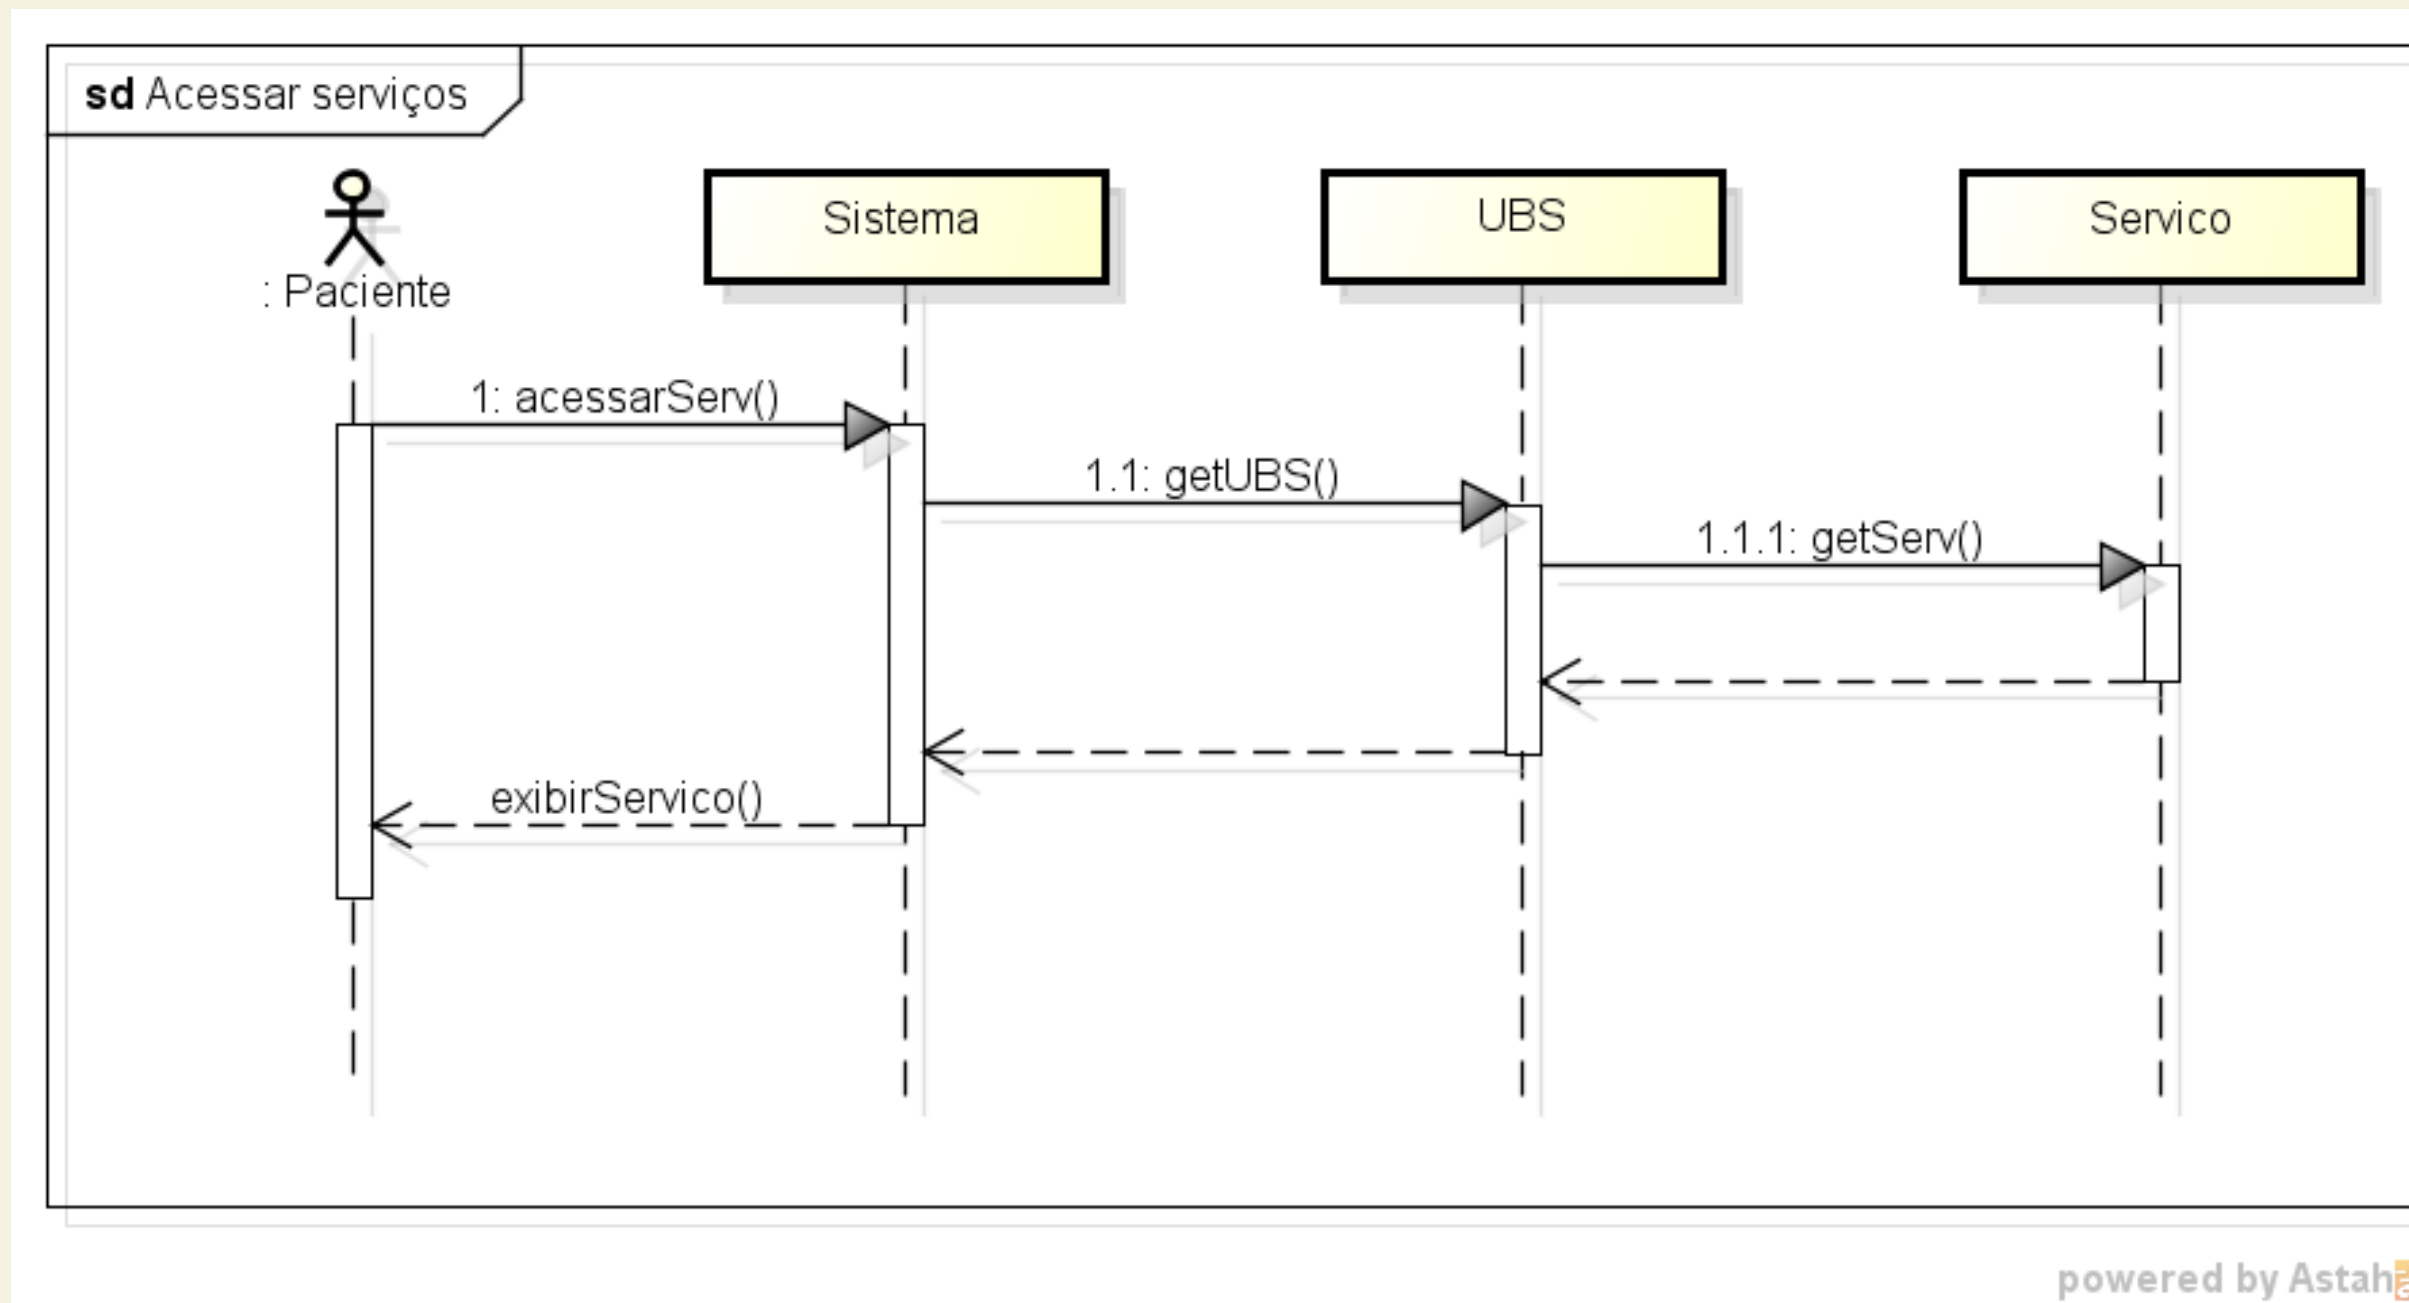 sd Acessar serviços
: Paciente
Sistema
UBS
Servico
1: acessarServ()
1.1: getUBS()
1.1.1: getServ()
exibirServico()
powered by Astah